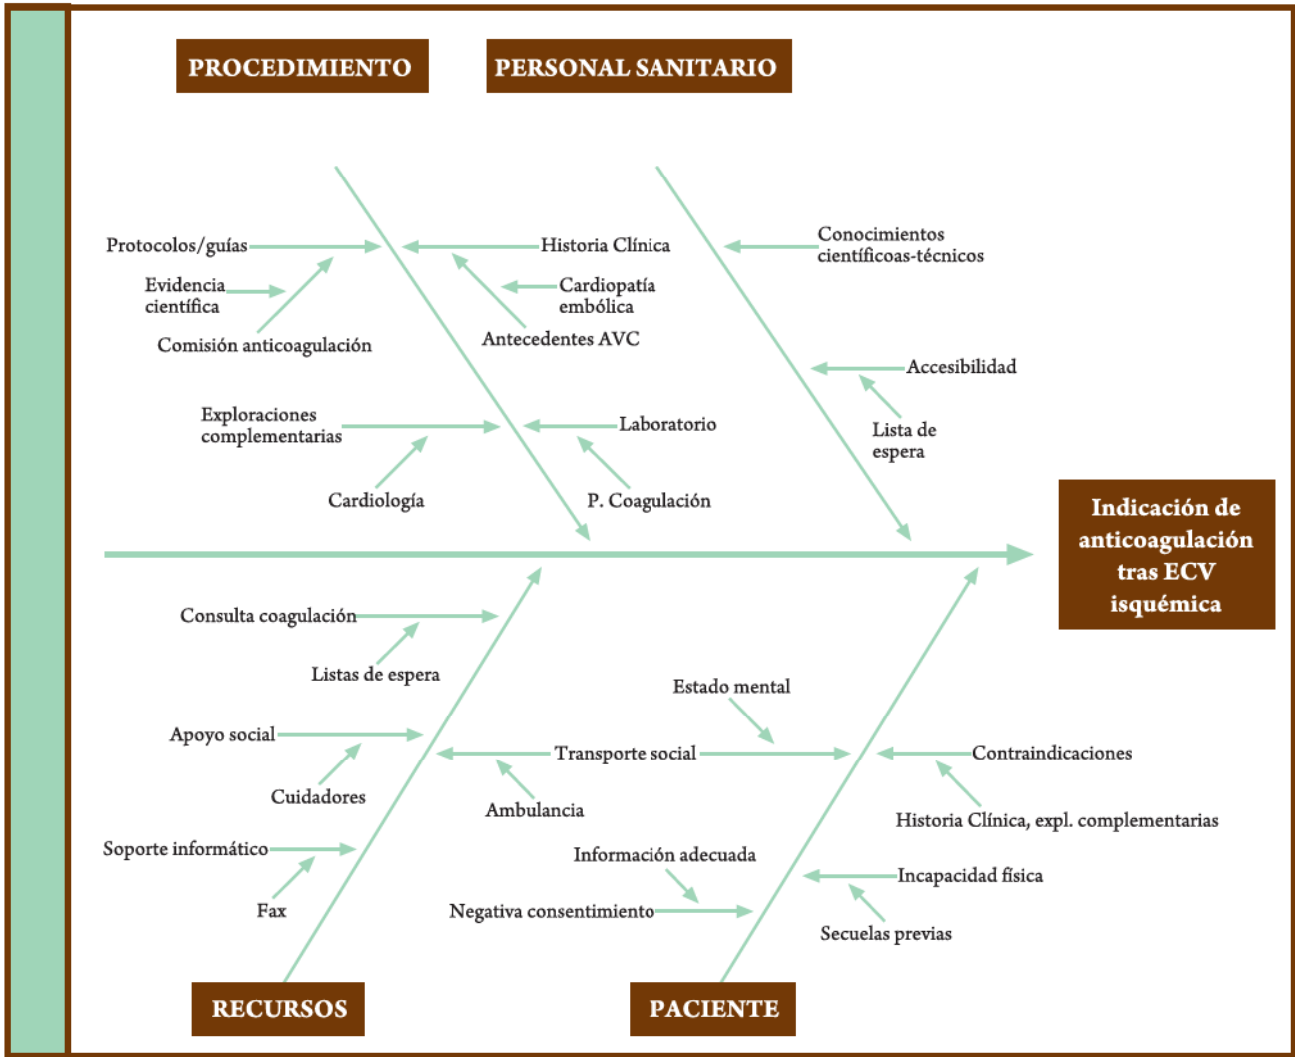 PROCEDIMIENTO
PERSONAL SANITARIO
Protocolos/guías
Historia Clínica
Conocimientos
científicoas-técnicos
Evidencia
científica
Cardiopatía
embólica
Comisión anticoagulación
Antecedentes AVC
Accesibilidad
Exploraciones
complementarias
Laboratorio
Lista de
espera
Cardiología
P. Coagulación
Indicación de
anticoagulación
tras ECV
isquémica
Consulta coagulación
Listas de espera
Estado mental
Apoyo social
Transporte social
Contraindicaciones
Cuidadores
Ambulancia
Historia Clínica, expl. complementarias
Soporte informático
Información adecuada
Incapacidad física
Fax
Negativa consentimiento
Secuelas previas
RECURSOS
PACIENTE